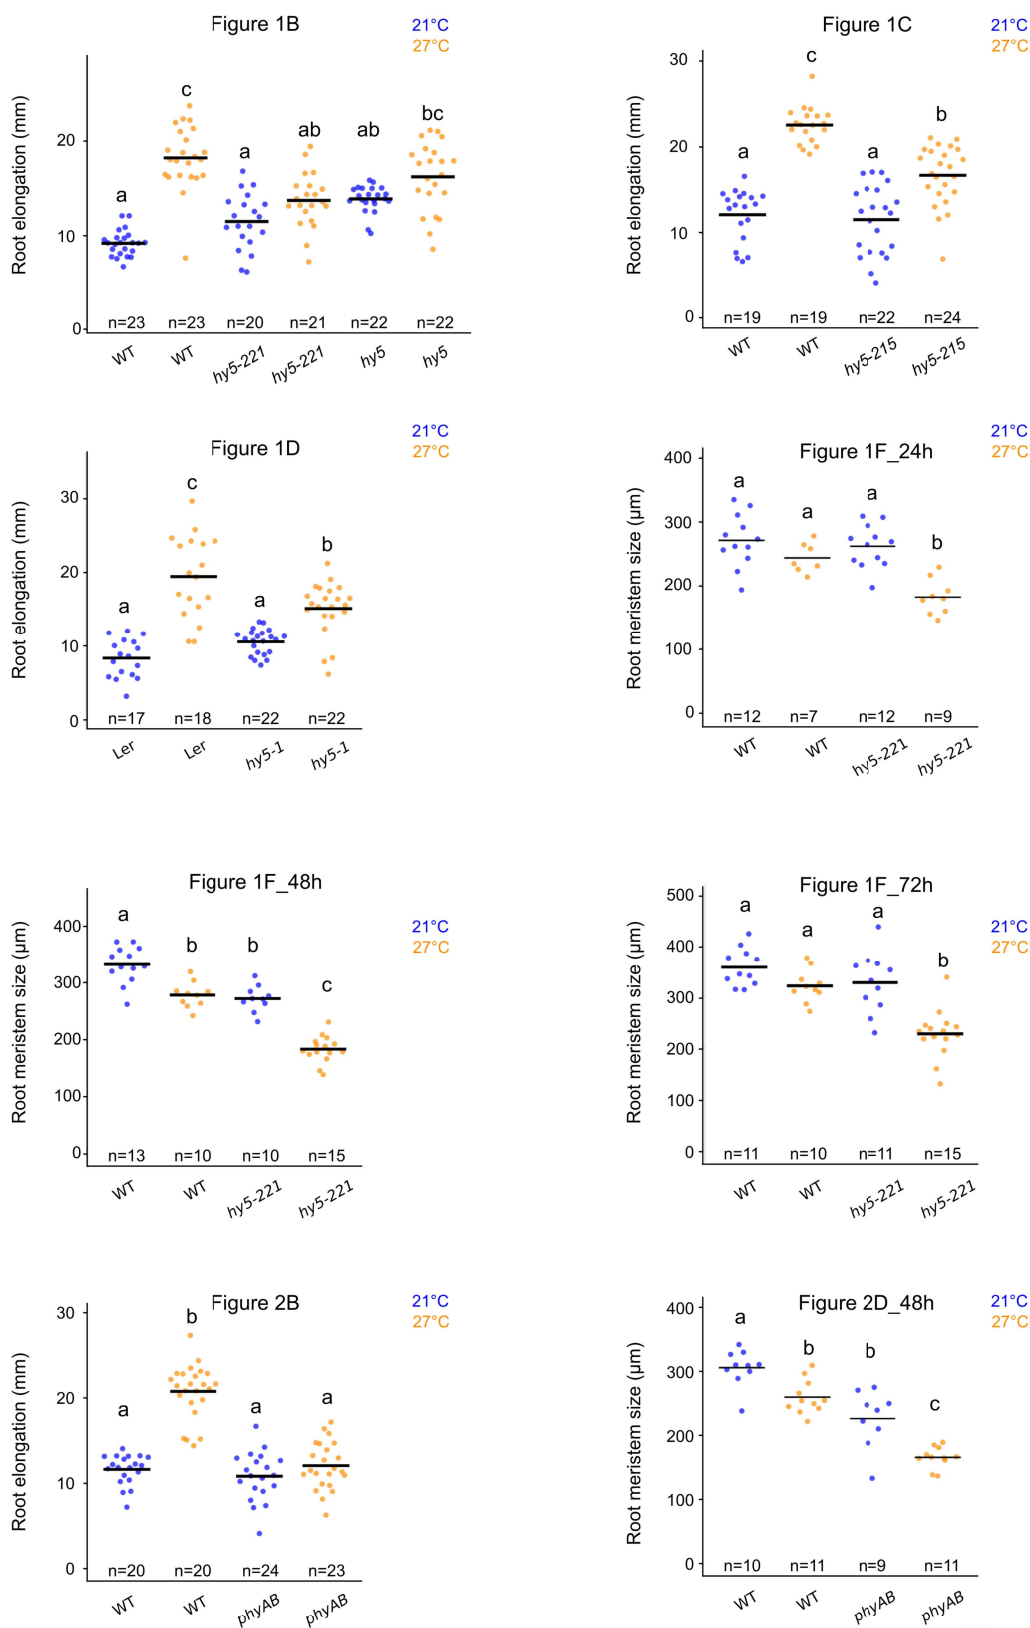 Figure 1B
21°C
27°C
Root elongation (mm)
20
10
0
a
c
a
ab
ab
bc
n=23 n=23 n=20 n=21 n=22 n=22
WT WT hy5-221 hy5-221 hy5 hy5
Figure 1C
21°C
27°C
Root elongation (mm)
30
20
10
0
a
c
a
b
n=19 n=19 n=22 n=24
WT WT hy5-215 hy5-215
Figure 1D
21°C
27°C
Root elongation (mm)
30
20
10
0
a
c
a
b
n=17 n=18 n=22 n=22
Ler Ler hy5-1 hy5-1
Figure 1F_24h
21°C
27°C
Root meristem size (μm)
400
300
200
100
0
a
a
a
b
n=12 n=7 n=12 n=9
WT WT hy5-221 hy5-221
Figure 1F_48h
21°C
27°C
Root meristem size (μm)
400
300
200
100
0
a
b
b
c
n=13 n=10 n=10 n=15
WT WT hy5-221 hy5-221
Figure 1F_72h
21°C
27°C
Root meristem size (μm)
500
400
300
200
100
0
a
a
a
b
n=11 n=10 n=11 n=15
WT WT hy5-221 hy5-221
Figure 2B
21°C
27°C
Root elongation (mm)
30
20
10
0
a
b
a
a
n=20 n=20 n=24 n=23
WT WT phyAB phyAB
Figure 2D_48h
21°C
27°C
Root meristem size (μm)
400
300
200
100
0
a
b
b
c
n=10 n=11 n=9 n=11
WT WT phyAB phyAB